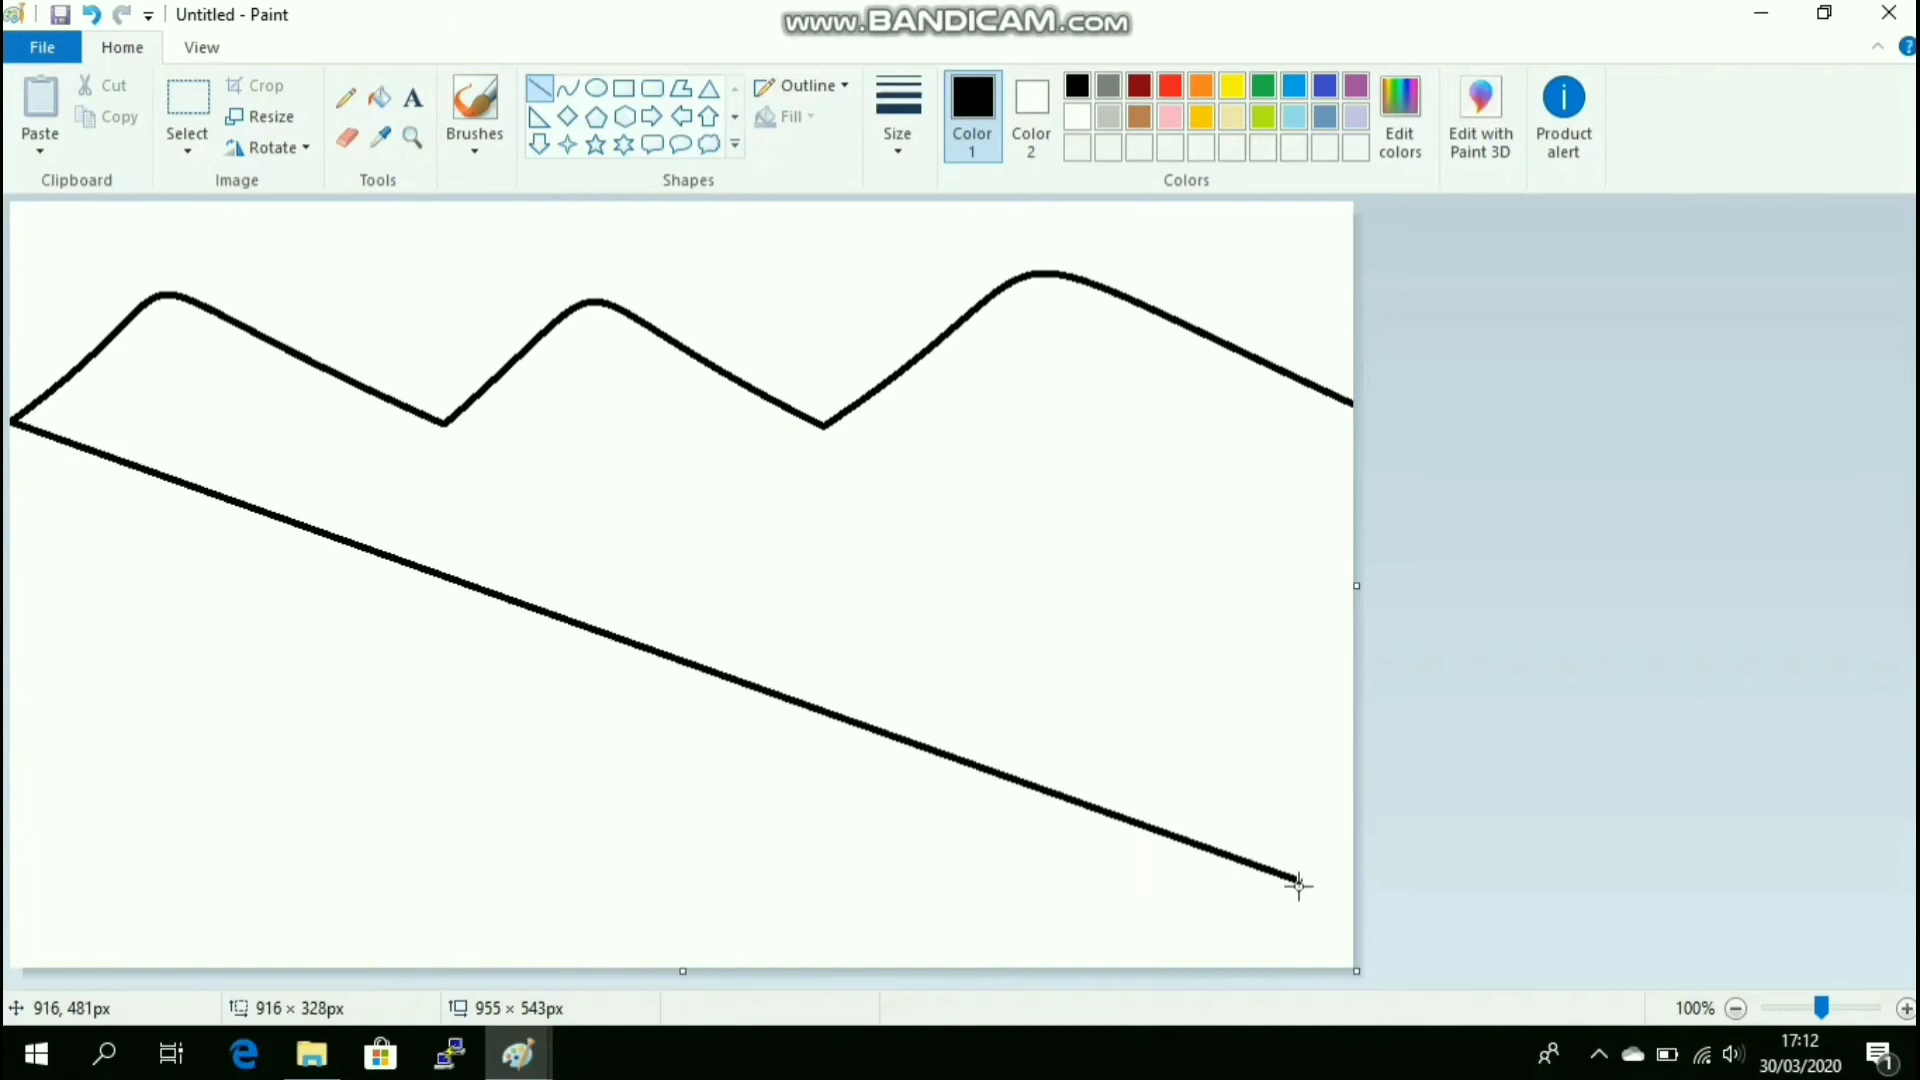 Untitled - Paint
www.BANDICAM.com
File Home View
Paste
Cut
Copy
Clipboard
Select
Crop
Resize
Rotate
Image
A
Tools
Brushes
Outline
Fill
Shapes
Size
Color 1
Color 2
Edit colors
Colors
Edit with Paint 3D
Product alert
916, 481px
916 × 328px
955 × 543px
100%
17:12
30/03/2020
1